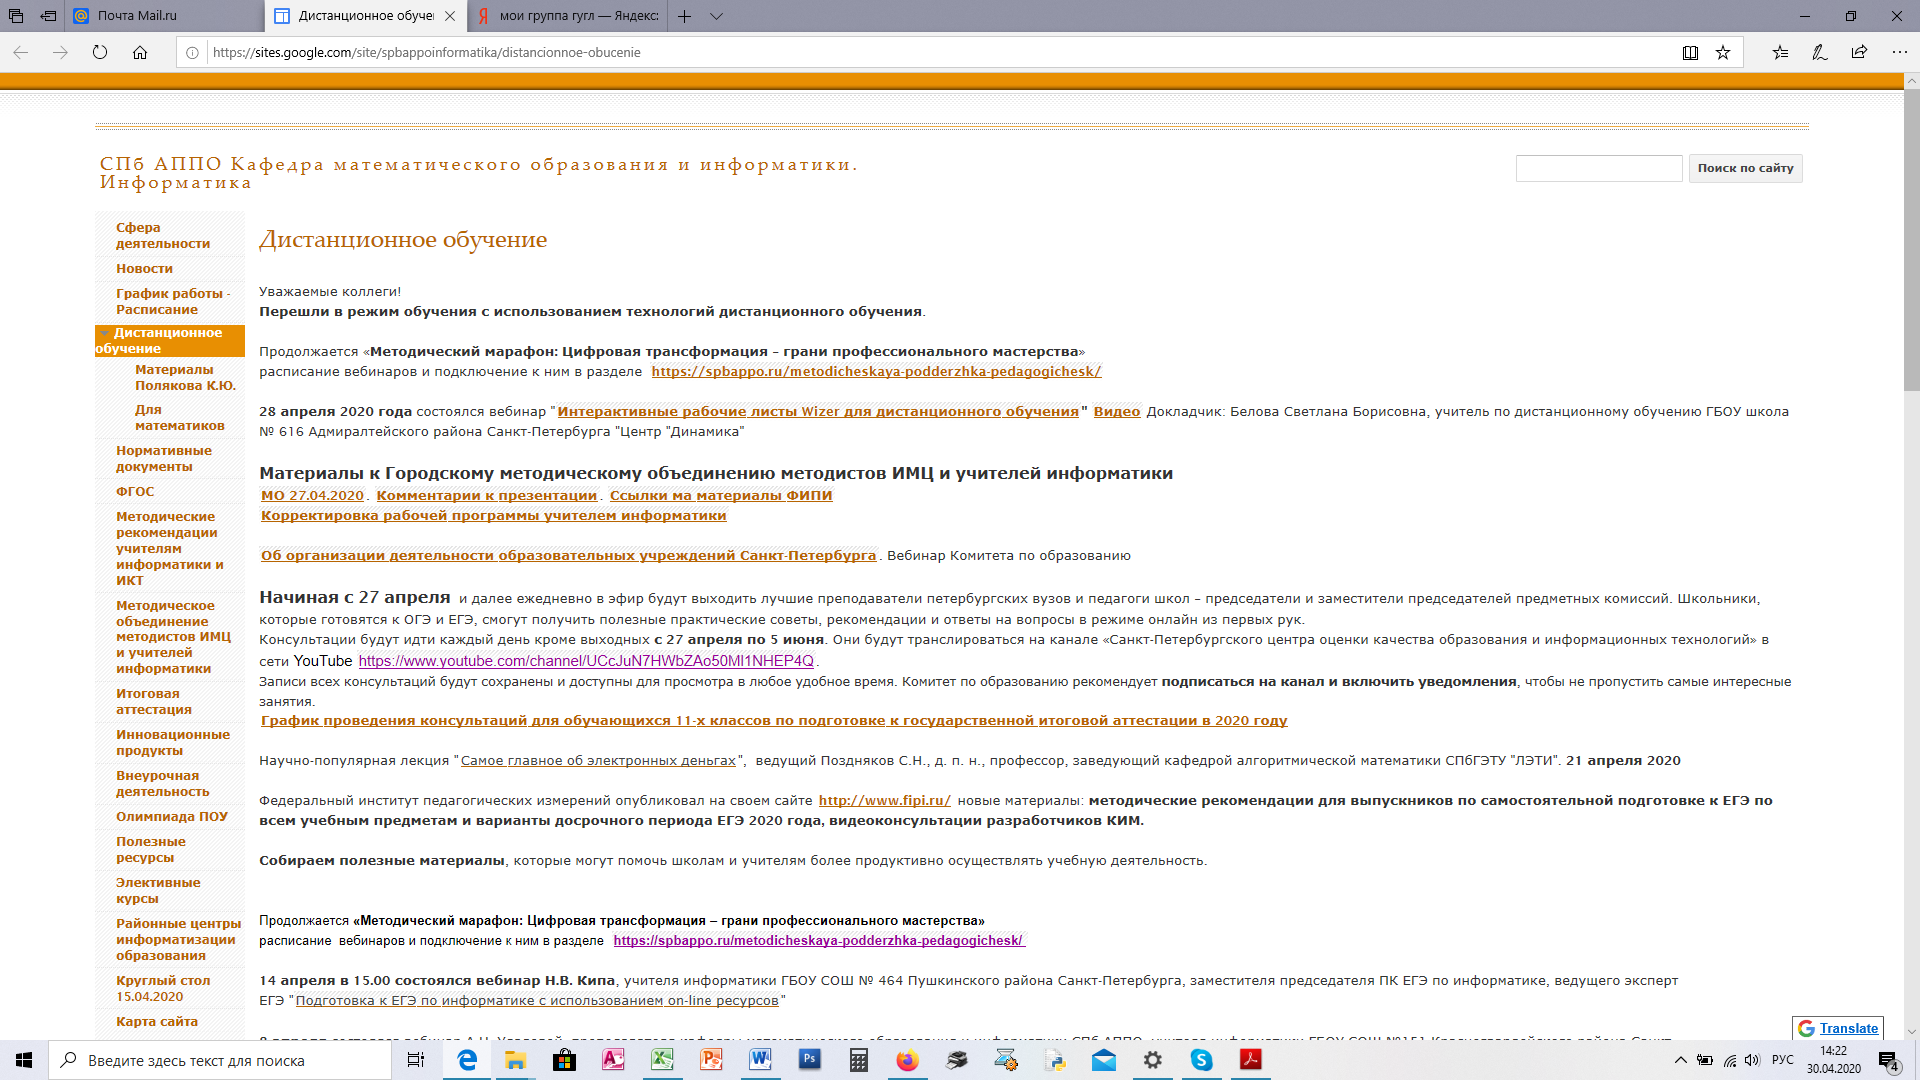 Почта Mail.ru
Дистанционное обучен
мои группа гугл — Яндекс:
https://sites.google.com/site/spbappoinformatika/distancionnoe-obucenie
СПб АППО Кафедра математического образования и информатики.
Информатика
Поиск по сайту
Сфера
деятельности
Новости
График работы -
Расписание
Дистанционное
обучение
Материалы
Полякова К.Ю.
Для
математиков
Нормативные
документы
ФГОС
Методические
рекомендации
учителям
информатики и
ИКТ
Методическое
объединение
методистов ИМЦ
и учителей
информатики
Итоговая
аттестация
Инновационные
продукты
Внеурочная
деятельность
Олимпиада ПОУ
Полезные
ресурсы
Элективные
курсы
Районные центры
информатизации
образования
Круглый стол
15.04.2020
Карта сайта
Дистанционное обучение
Уважаемые коллеги!
Перешли в режим обучения с использованием технологий дистанционного обучения.
Продолжается «Методический марафон: Цифровая трансформация – грани профессионального мастерства»
расписание вебинаров и подключение к ним в разделе https://spbappo.ru/metodicheskaya-podderzhka-pedagogichesk/
28 апреля 2020 года состоялся вебинар "Интерактивные рабочие листы Wizer для дистанционного обучения" Видео Докладчик: Белова Светлана Борисовна, учитель по дистанционному обучению ГБОУ школа
№ 616 Адмиралтейского района Санкт-Петербурга "Центр "Динамика"
Материалы к Городскому методическому объединению методистов ИМЦ и учителей информатики
МО 27.04.2020. Комментарии к презентации. Ссылки ма материалы ФИПИ
Корректировка рабочей программы учителем информатики
Об организации деятельности образовательных учреждений Санкт-Петербурга. Вебинар Комитета по образованию
Начиная с 27 апреля и далее ежедневно в эфир будут выходить лучшие преподаватели петербургских вузов и педагоги школ – председатели и заместители председателей предметных комиссий. Школьники,
которые готовятся к ОГЭ и ЕГЭ, смогут получить полезные практические советы, рекомендации и ответы на вопросы в режиме онлайн из первых рук.
Консультации будут идти каждый день кроме выходных с 27 апреля по 5 июня. Они будут транслироваться на канале «Санкт-Петербургского центра оценки качества образования и информационных технологий» в
сети YouTube https://www.youtube.com/channel/UCcJuN7HWbZAo50MI1NHEP4Q.
Записи всех консультаций будут сохранены и доступны для просмотра в любое удобное время. Комитет по образованию рекомендует подписаться на канал и включить уведомления, чтобы не пропустить самые интересные
занятия.
График проведения консультаций для обучающихся 11-х классов по подготовке к государственной итоговой аттестации в 2020 году
Научно-популярная лекция "Самое главное об электронных деньгах", ведущий Поздняков С.Н., д. п. н., профессор, заведующий кафедрой алгоритмической математики СПбГЭТУ "ЛЭТИ". 21 апреля 2020
Федеральный институт педагогических измерений опубликовал на своем сайте http://www.fipi.ru/ новые материалы: методические рекомендации для выпускников по самостоятельной подготовке к ЕГЭ по
всем учебным предметам и варианты досрочного периода ЕГЭ 2020 года, видеоконсультации разработчиков КИМ.
Собираем полезные материалы, которые могут помочь школам и учителям более продуктивно осуществлять учебную деятельность.
Продолжается «Методический марафон: Цифровая трансформация – грани профессионального мастерства»
расписание вебинаров и подключение к ним в разделе https://spbappo.ru/metodicheskaya-podderzhka-pedagogichesk/
14 апреля в 15.00 состоялся вебинар Н.В. Кипа, учителя информатики ГБОУ СОШ № 464 Пушкинского района Санкт-Петербурга, заместителя председателя ПК ЕГЭ по информатике, ведущего эксперт
ЕГЭ "Подготовка к ЕГЭ по информатике с использованием on-line ресурсов"
Translate
Введите здесь текст для поиска
РУС
14:22
30.04.2020
4